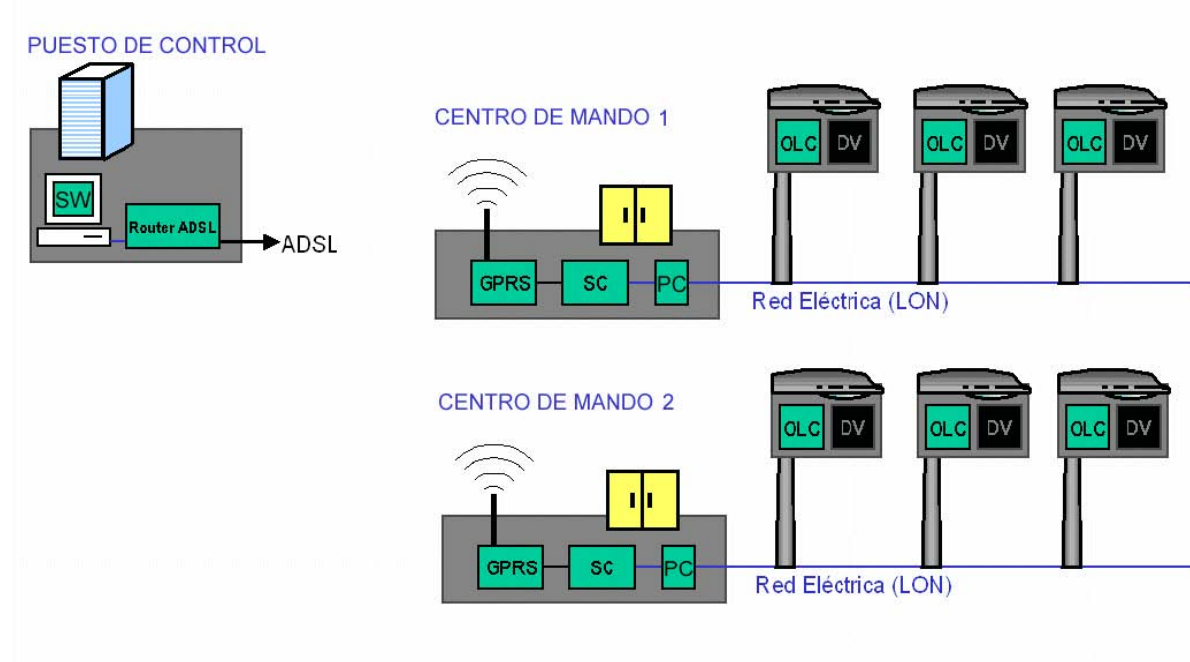 PUESTO DE CONTROL
SW
Router ADSL
ADSL
CENTRO DE MANDO 1
OLC DV
OLC DV
OLC DV
GPRS
SC
PC
Red Eléctrica (LON)
CENTRO DE MANDO 2
OLC DV
OLC DV
OLC DV
GPRS
SC
PC
Red Eléctrica (LON)